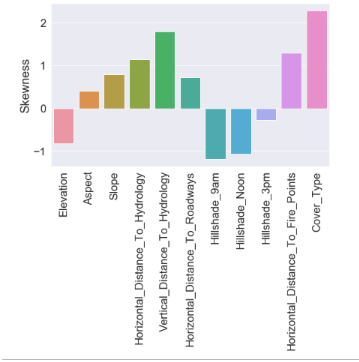 2
1
0
−1
Skewness
Elevation
Aspect
Slope
Horizontal_Distance_To_Hydrology
Vertical_Distance_To_Hydrology
Horizontal_Distance_To_Roadways
Hillshade_9am
Hillshade_Noon
Hillshade_3pm
Horizontal_Distance_To_Fire_Points
Cover_Type